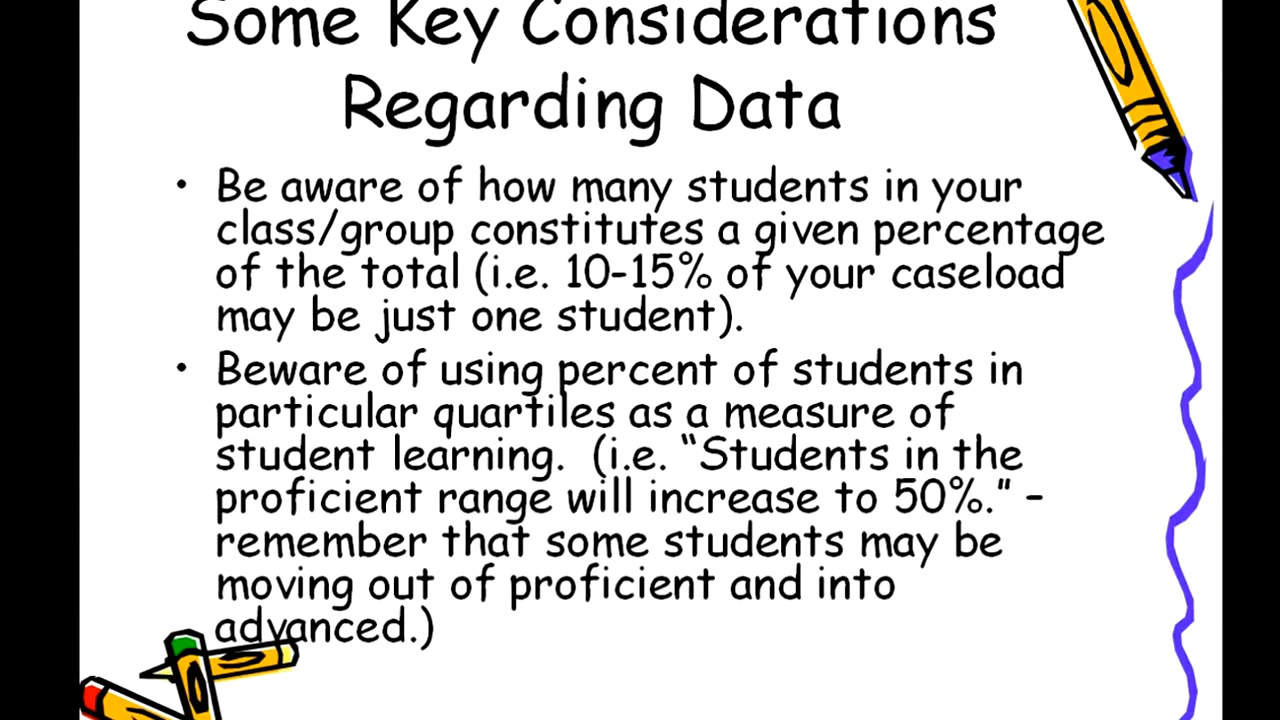 Some Key Considerations
Regarding Data
• Be aware of how many students in your
class/group constitutes a given percentage
of the total (i.e. 10-15% of your caseload
may be just one student).
• Beware of using percent of students in
particular quartiles as a measure of
student learning.  (i.e. “Students in the
proficient range will increase to 50%.” –
remember that some students may be
moving out of proficient and into
advanced.)